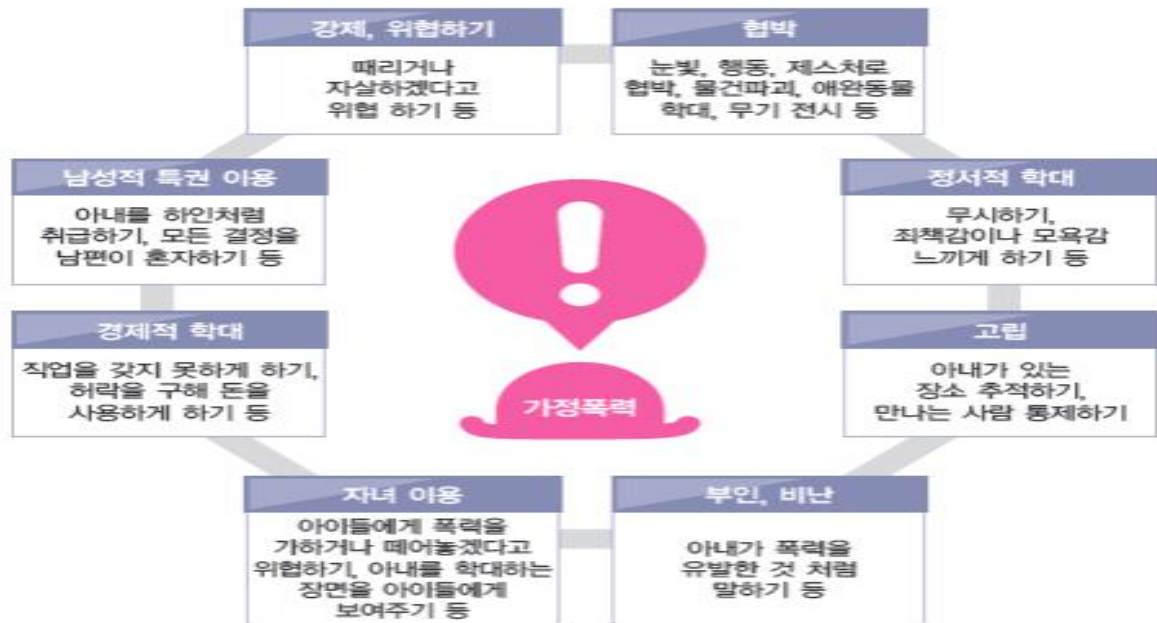 강제, 위협하기
때리거나
자살하겠다고
위협 하기 등
협박
눈빛, 행동, 제스처로
협박, 물건파괴, 애완동물
학대, 무기 전시 등
남성적 특권 이용
아내를 하인처럼
취급하기, 모든 결정을
남편이 혼자하기 등
정서적 학대
무시하기,
죄책감이나 모욕감
느끼게 하기 등
경제적 학대
직업을 갖지 못하게 하기,
허락을 구해 돈을
사용하게 하기 등
가정폭력
고립
아내가 있는
장소 추적하기,
만나는 사람 통제하기
자녀 이용
아이들에게 폭력을
가하거나 떼어놓겠다고
위협하기, 아내를 학대하는
장면을 아이들에게
보여주기 등
부인, 비난
아내가 폭력을
유발한 것 처럼
말하기 등